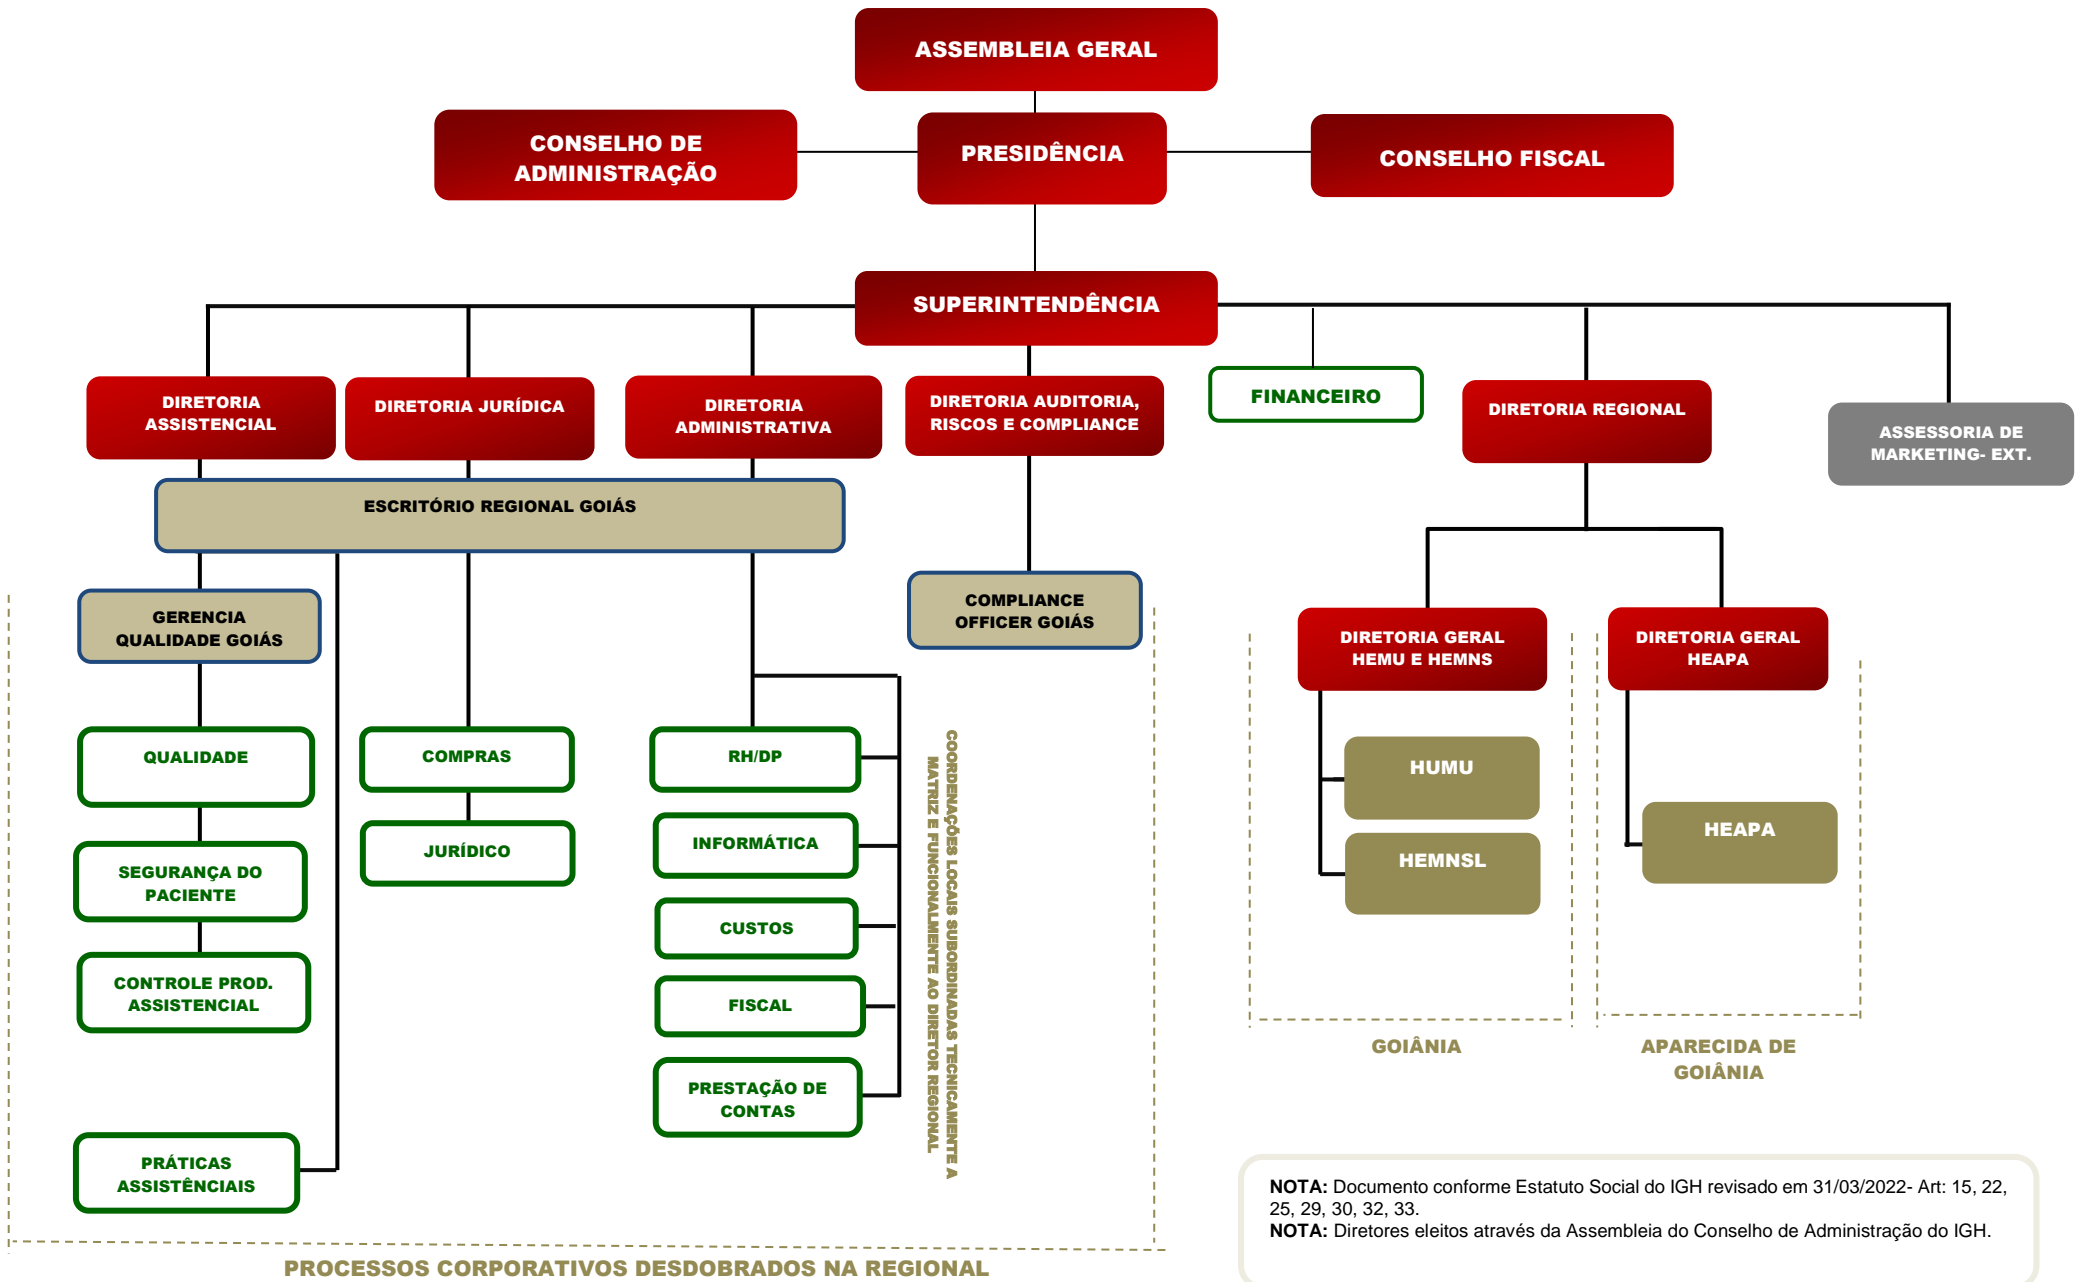 ASSEMBLEIA GERAL
CONSELHO DE
ADMINISTRAÇÃO
PRESIDÊNCIA
CONSELHO FISCAL
SUPERINTENDÊNCIA
DIRETORIA
ASSISTENCIAL
DIRETORIA JURÍDICA
DIRETORIA
ADMINISTRATIVA
DIRETORIA AUDITORIA,
RISCOS E COMPLIANCE
FINANCEIRO
DIRETORIA REGIONAL
ASSESSORIA DE
MARKETING- EXT.
ESCRITÓRIO REGIONAL GOIÁS
GERENCIA
QUALIDADE GOIÁS
COMPLIANCE
OFFICER GOIÁS
DIRETORIA GERAL
HEMU E HEMNS
DIRETORIA GERAL
HEAPA
QUALIDADE
COMPRAS
RH/DP
HUMU
SEGURANÇA DO
PACIENTE
JURÍDICO
INFORMÁTICA
HEMNSL
HEAPA
CONTROLE PROD.
ASSISTENCIAL
CUSTOS
FISCAL
PRESTAÇÃO DE
CONTAS
PRÁTICAS
ASSISTÊNCIAIS
COORDENAÇÕES LOCAIS SUBORDINADAS TECNICAMENTE A
MATRIZ E FUNCIONALMENTE AO DIRETOR REGIONAL
GOIÂNIA
APARECIDA DE
GOIÂNIA
NOTA: Documento conforme Estatuto Social do IGH revisado em 31/03/2022- Art: 15, 22,
25, 29, 30, 32, 33.
NOTA: Diretores eleitos através da Assembleia do Conselho de Administração do IGH.
PROCESSOS CORPORATIVOS DESDOBRADOS NA REGIONAL